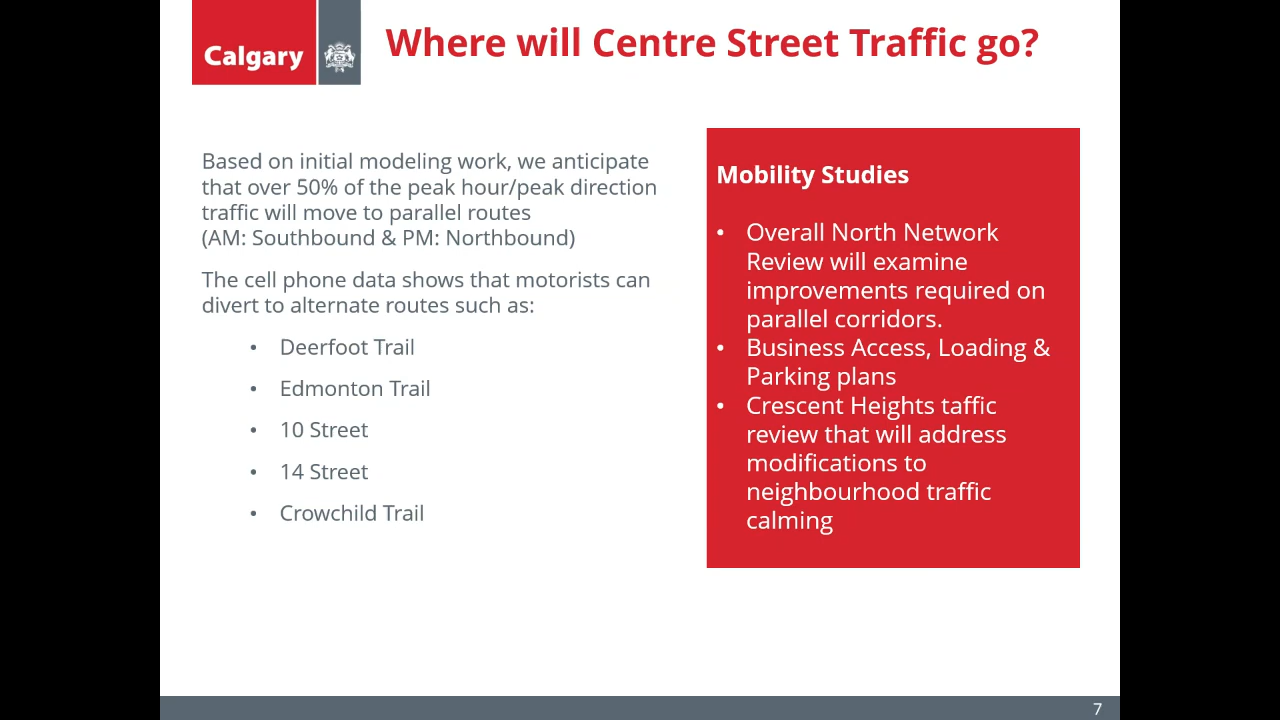 Calgary
Where will Centre Street Traffic go?
Based on initial modeling work, we anticipate
that over 50% of the peak hour/peak direction
traffic will move to parallel routes
(AM: Southbound & PM: Northbound)
The cell phone data shows that motorists can
divert to alternate routes such as:
• Deerfoot Trail
• Edmonton Trail
• 10 Street
• 14 Street
• Crowchild Trail
Mobility Studies
• Overall North Network
Review will examine
improvements required on
parallel corridors.
• Business Access, Loading &
Parking plans
• Crescent Heights taffic
review that will address
modifications to
neighbourhood traffic
calming
7